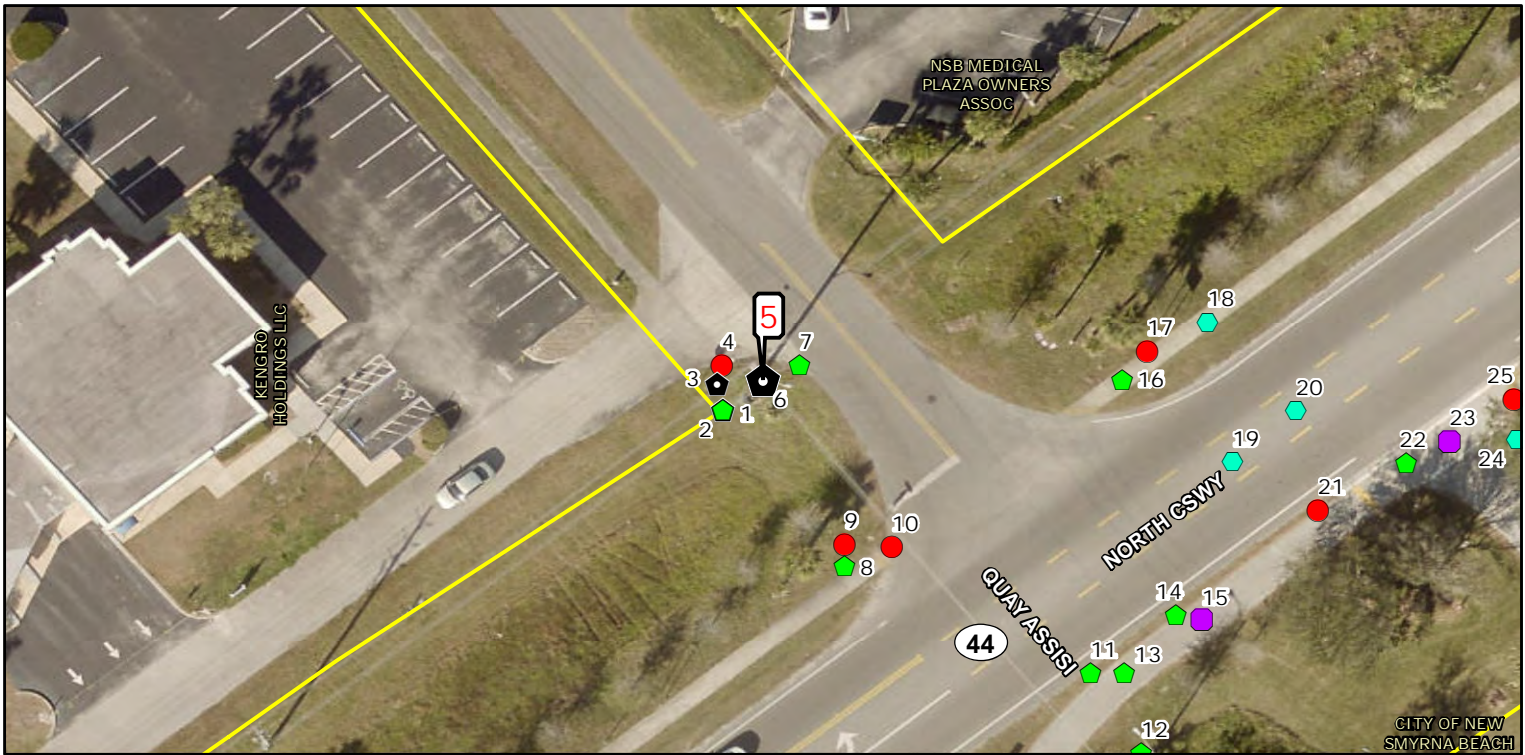 NSB MEDICAL
PLAZA OWNERS
ASSOC
KENGRO
HOLDINGS LLC
5
18
17
4
7
3
16
25
6
1
20
2
23
22
24
19
21
NORTH CSWY
9
10
8
QUAY ASSISI
14
15
44
11
13
12
CITY OF NEW
SMYRNA BEACH